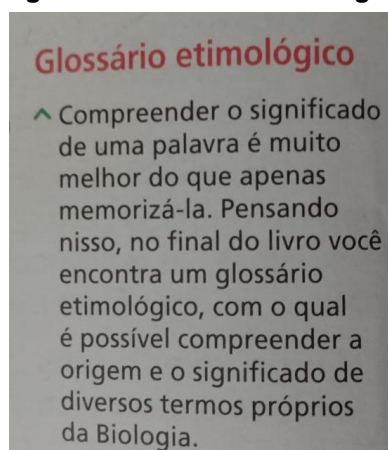 Glossário etimológico
^ Compreender o significado
de uma palavra é muito
melhor do que apenas
memorizá-la. Pensando
nisso, no final do livro você
encontra um glossário
etimológico, com o qual
é possível compreender a
origem e o significado de
diversos termos próprios
da Biologia.